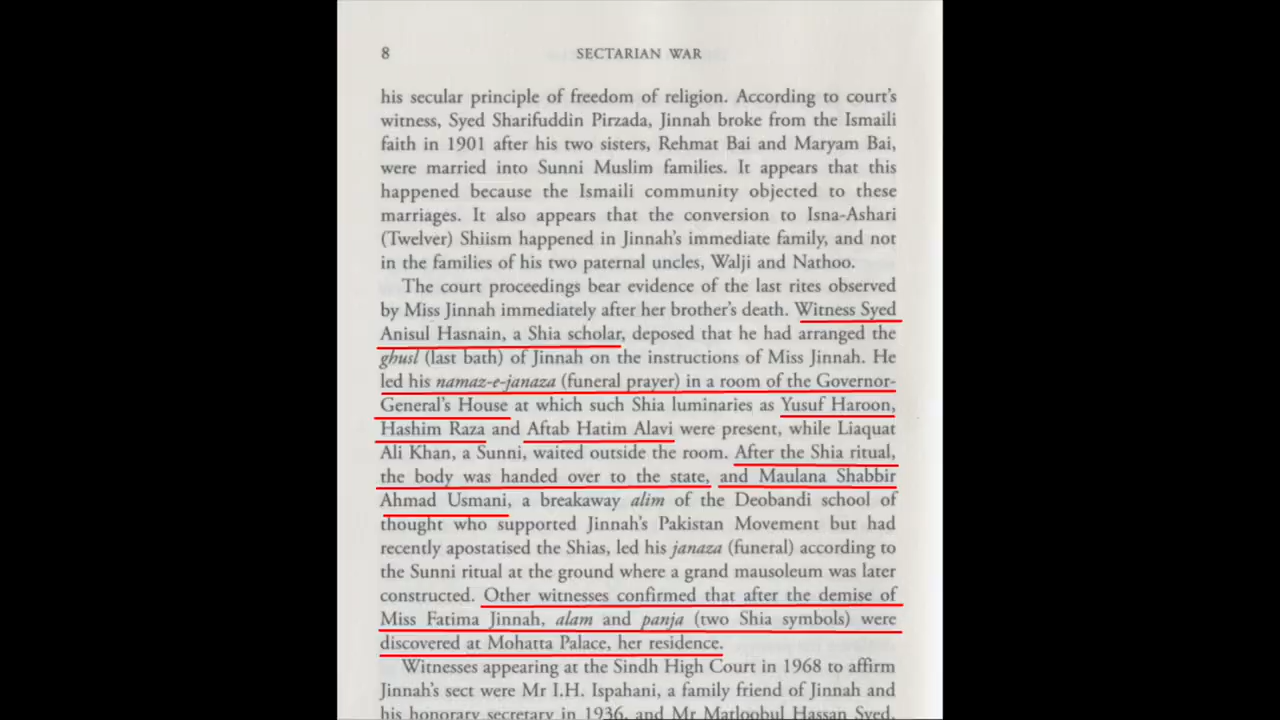 8
SECTARIAN WAR
his secular principle of freedom of religion. According to court's
witness, Syed Sharifuddin Pirzada, Jinnah broke from the Ismaili
faith in 1901 after his two sisters, Rehmat Bai and Maryam Bai,
were married into Sunni Muslim families. It appears that this
happened because the Ismaili community objected to these
marriages. It also appears that the conversion to Isna-Ashari
(Twelver) Shiism happened in Jinnah's immediate family, and not
in the families of his two paternal uncles, Walji and Nathoo.
The court proceedings bear evidence of the last rites observed
by Miss Jinnah immediately after her brother's death. Witness Syed
Anisul Hasnain, a Shia scholar, deposed that he had arranged the
ghusl (last bath) of Jinnah on the instructions of Miss Jinnah. He
led his namaz-e-janaza (funeral prayer) in a room of the Governor-
General's House at which such Shia luminaries as Yusuf Haroon,
Hashim Raza and Aftab Hatim Alavi were present, while Liaquat
Ali Khan, a Sunni, waited outside the room. After the Shia ritual,
the body was handed over to the state, and Maulana Shabbir
Ahmad Usmani, a breakaway alim of the Deobandi school of
thought who supported Jinnah's Pakistan Movement but had
recently apostatised the Shias, led his janaza (funeral) according to
the Sunni ritual at the ground where a grand mausoleum was later
constructed. Other witnesses confirmed that after the demise of
Miss Fatima Jinnah, alam and panja (two Shia symbols) were
discovered at Mohatta Palace, her residence.
Witnesses appearing at the Sindh High Court in 1968 to affirm
Jinnah's sect were Mr I.H. Ispahani, a family friend of Jinnah and
his honorary secretary in 1936, and Mr Matloobul Hassan Syed,